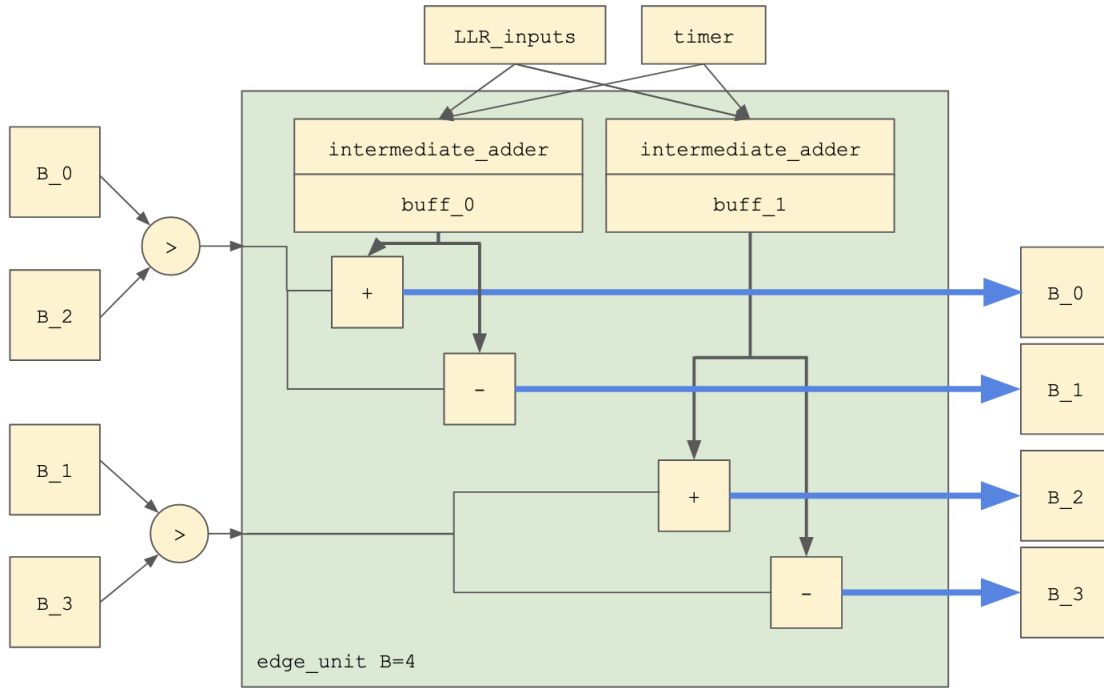 LLR_inputs
timer
intermediate_adder
intermediate_adder
B_0
buff_0
buff_1
>
+
B_0
B_2
-
B_1
B_1
+
B_2
>
B_3
-
B_3
edge_unit B=4